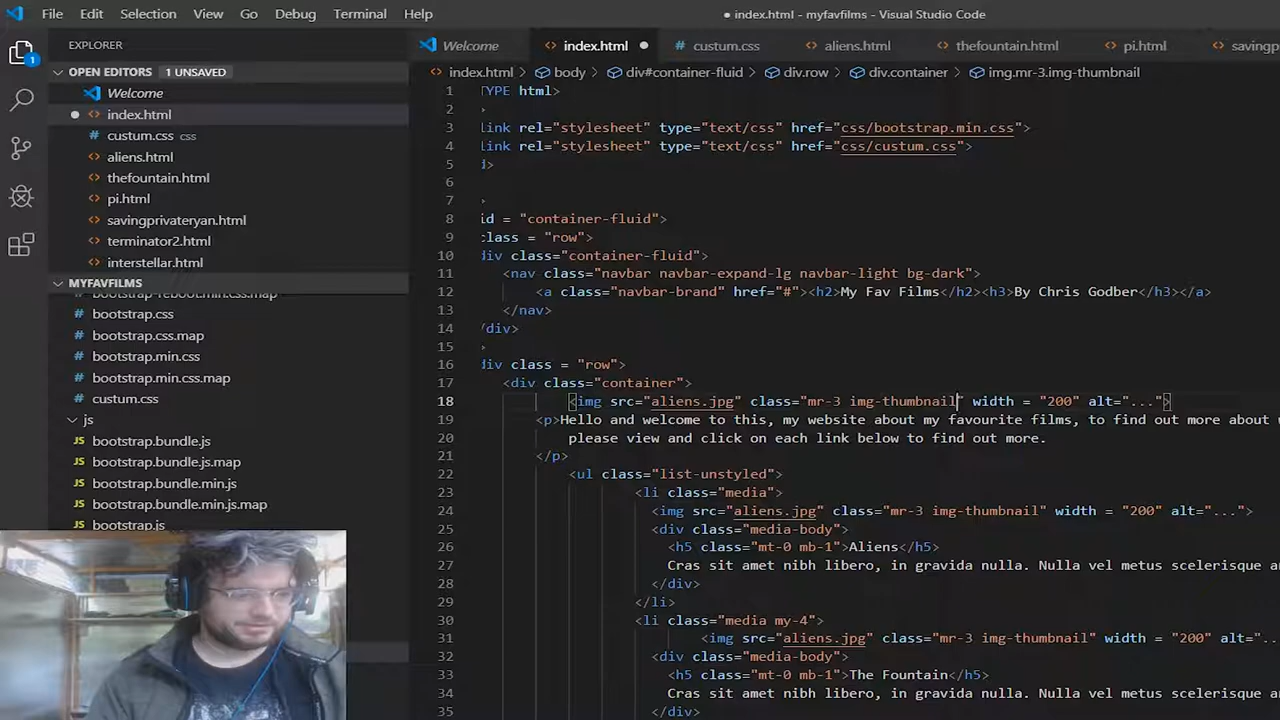 File Edit Selection View Go Debug Terminal Help
● index.html - myfavfilms - Visual Studio Code
1
EXPLORER
OPEN EDITORS 1 UNSAVED
Welcome
index.html
custum.css css
aliens.html
thefountain.html
pi.html
savingprivateryan.html
terminator2.html
interstellar.html
MYFAVFILMS
bootstrap-reboot.min.css.map
bootstrap.css
bootstrap.css.map
bootstrap.min.css
bootstrap.min.css.map
custum.css
js
bootstrap.bundle.js
bootstrap.bundle.js.map
bootstrap.bundle.min.js
bootstrap.bundle.min.js.map
bootstrap.js
Welcome index.html custum.css aliens.html thefountain.html pi.html savingp
index.html > body > div#container-fluid > div.row > div.container > img.mr-3.img-thumbnail
1 TYPE html>
2
3 link rel="stylesheet" type="text/css" href="css/bootstrap.min.css">
4 link rel="stylesheet" type="text/css" href="css/custum.css">
5 d>
6
7 >
8 id = "container-fluid">
9 class = "row">
10 div class="container-fluid">
11 <nav class="navbar navbar-expand-lg navbar-light bg-dark">
12 <a class="navbar-brand" href="#"><h2>My Fav Films</h2><h3>By Chris Godber</h3></a>
13 </nav>
14 /div>
15
16 div class = "row">
17 <div class="container">
18 <img src="aliens.jpg" class="mr-3 img-thumbnail" width = "200" alt="...">
19 <p>Hello and welcome to this, my website about my favourite films, to find out more about
20 please view and click on each link below to find out more.
21 </p>
22 <ul class="list-unstyled">
23 <li class="media">
24 <img src="aliens.jpg" class="mr-3 img-thumbnail" width = "200" alt="...">
25 <div class="media-body">
26 <h5 class="mt-0 mb-1">Aliens</h5>
27 Cras sit amet nibh libero, in gravida nulla. Nulla vel metus scelerisque a
28 </div>
29 </li>
30 <li class="media my-4">
31 <img src="aliens.jpg" class="mr-3 img-thumbnail" width = "200" alt="..
32 <div class="media-body">
33 <h5 class="mt-0 mb-1">The Fountain</h5>
34 Cras sit amet nibh libero, in gravida nulla. Nulla vel metus scelerisque a
35 </div>